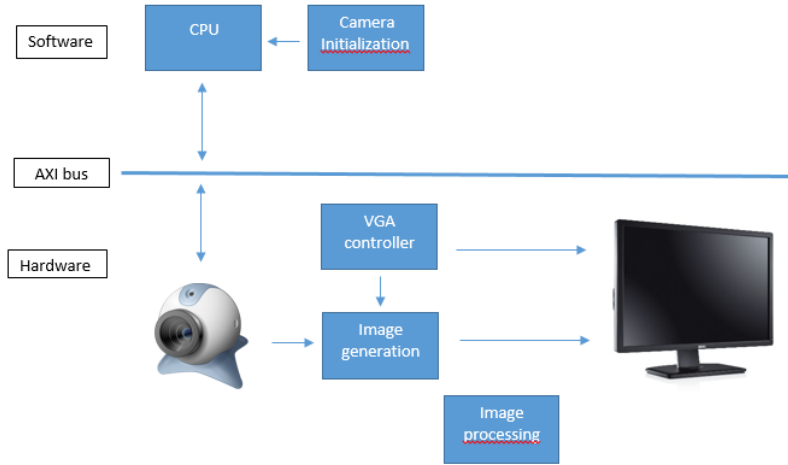 Software
CPU
Camera
Initialization
AXI bus
Hardware
VGA
controller
Image
generation
Image
processing